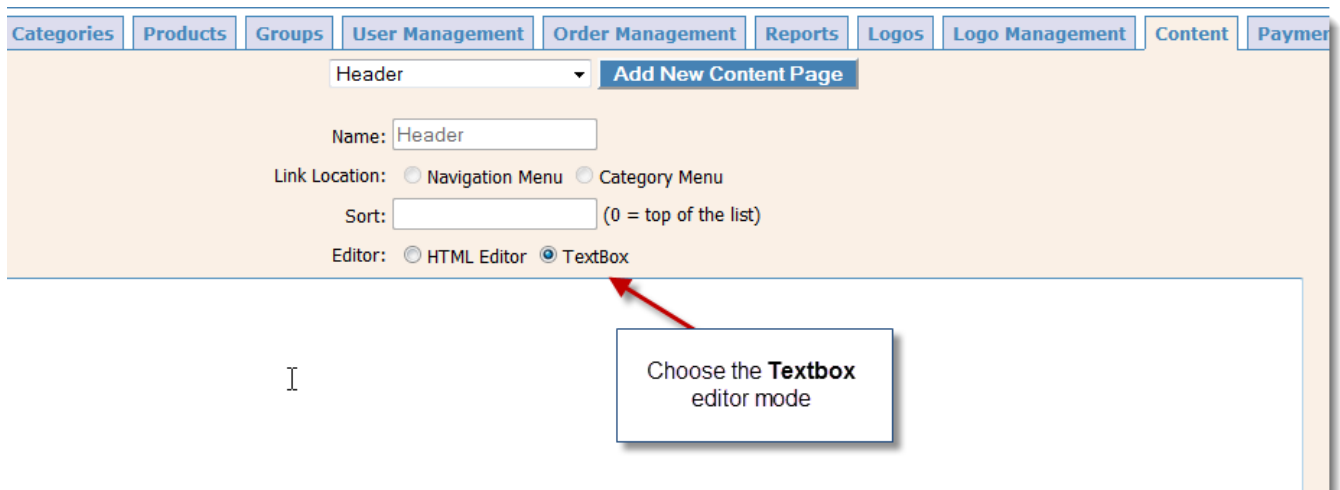 Categories Products Groups User Management Order Management Reports Logos Logo Management Content
Header Add New Content Page
Name: Header
Link Location: Navigation Menu Category Menu
Sort: (0 = top of the list)
Editor: HTML Editor TextBox
Choose the Textbox
editor mode